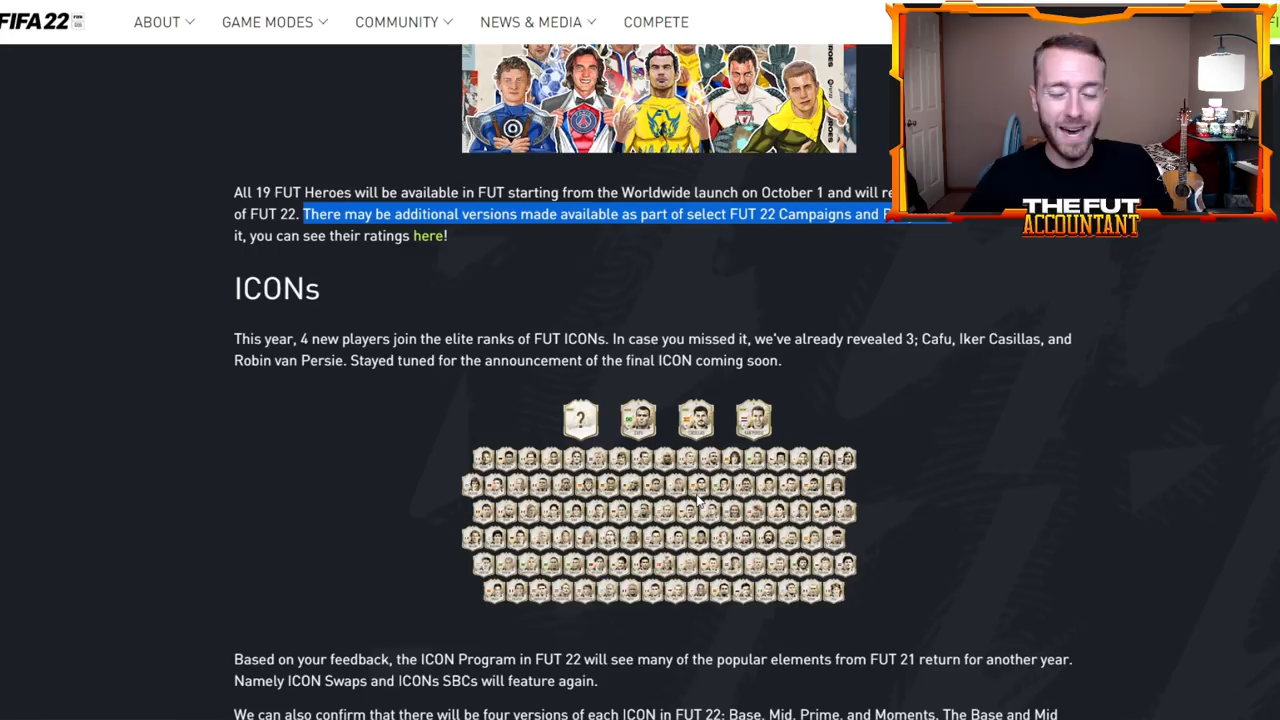 FIFA 22
ABOUT
GAME MODES
COMMUNITY
NEWS & MEDIA
COMPETE
THE FUT
ACCOUNTANT
All 19 FUT Heroes will be available in FUT starting from the Worldwide launch on October 1 and will
of FUT 22. There may be additional versions made available as part of select FUT 22 Campaigns and
it, you can see their ratings here!
ICONs
This year, 4 new players join the elite ranks of FUT ICONs. In case you missed it, we've already revealed 3; Cafu, Iker Casillas, and
Robin van Persie. Stayed tuned for the announcement of the final ICON coming soon.
?
Based on your feedback, the ICON Program in FUT 22 will see many of the popular elements from FUT 21 return for another year.
Namely ICON Swaps and ICONs SBCs will feature again.
We can also confirm that there will be four versions of each ICON in FUT 22: Base, Mid, Prime, and Moments. The Base and Mid